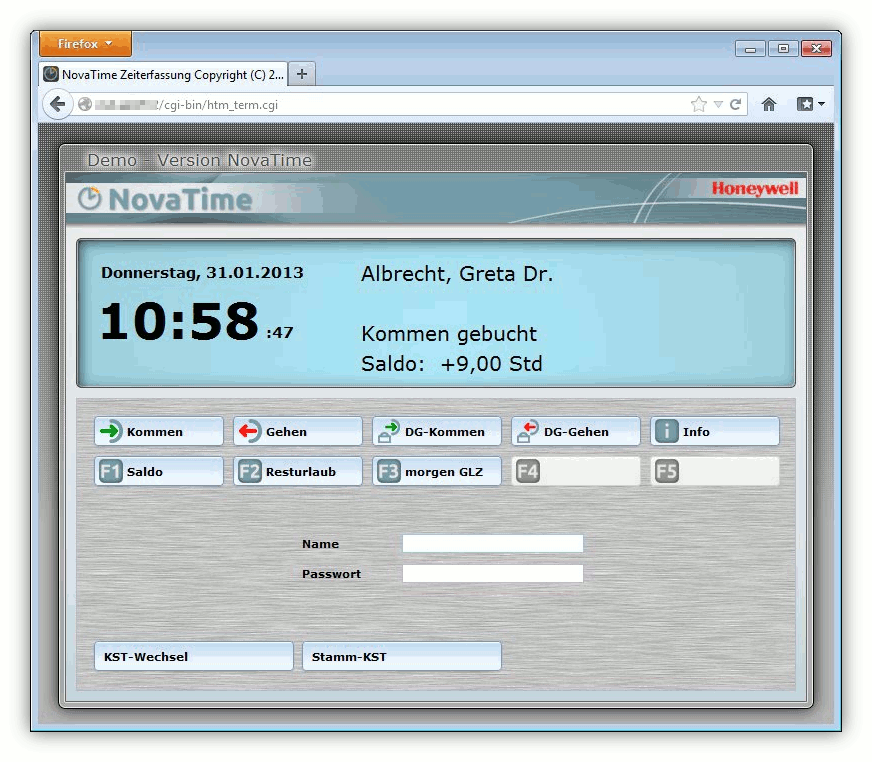 Firefox
NovaTime Zeiterfassung Copyright (C) 2...
/cgi-bin/htm_term.cgi
Demo - Version NovaTime
NovaTime
Honeywell
Donnerstag, 31.01.2013
10:58 :47
Albrecht, Greta Dr.
Kommen gebucht
Saldo: +9,00 Std
Kommen
Gehen
DG-Kommen
DG-Gehen
i Info
F1 Saldo
F2 Resturlaub
F3 morgen GLZ
F4
F5
Name
Passwort
KST-Wechsel
Stamm-KST